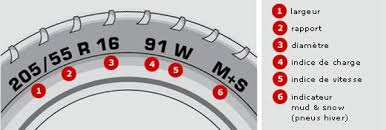 205/55 R 16 91 W M+S
1 2 3 4 5 6
1 largeur
2 rapport
3 diamètre
4 indice de charge
5 indice de vitesse
6 indicateur
mud & snow
(pneus hiver)